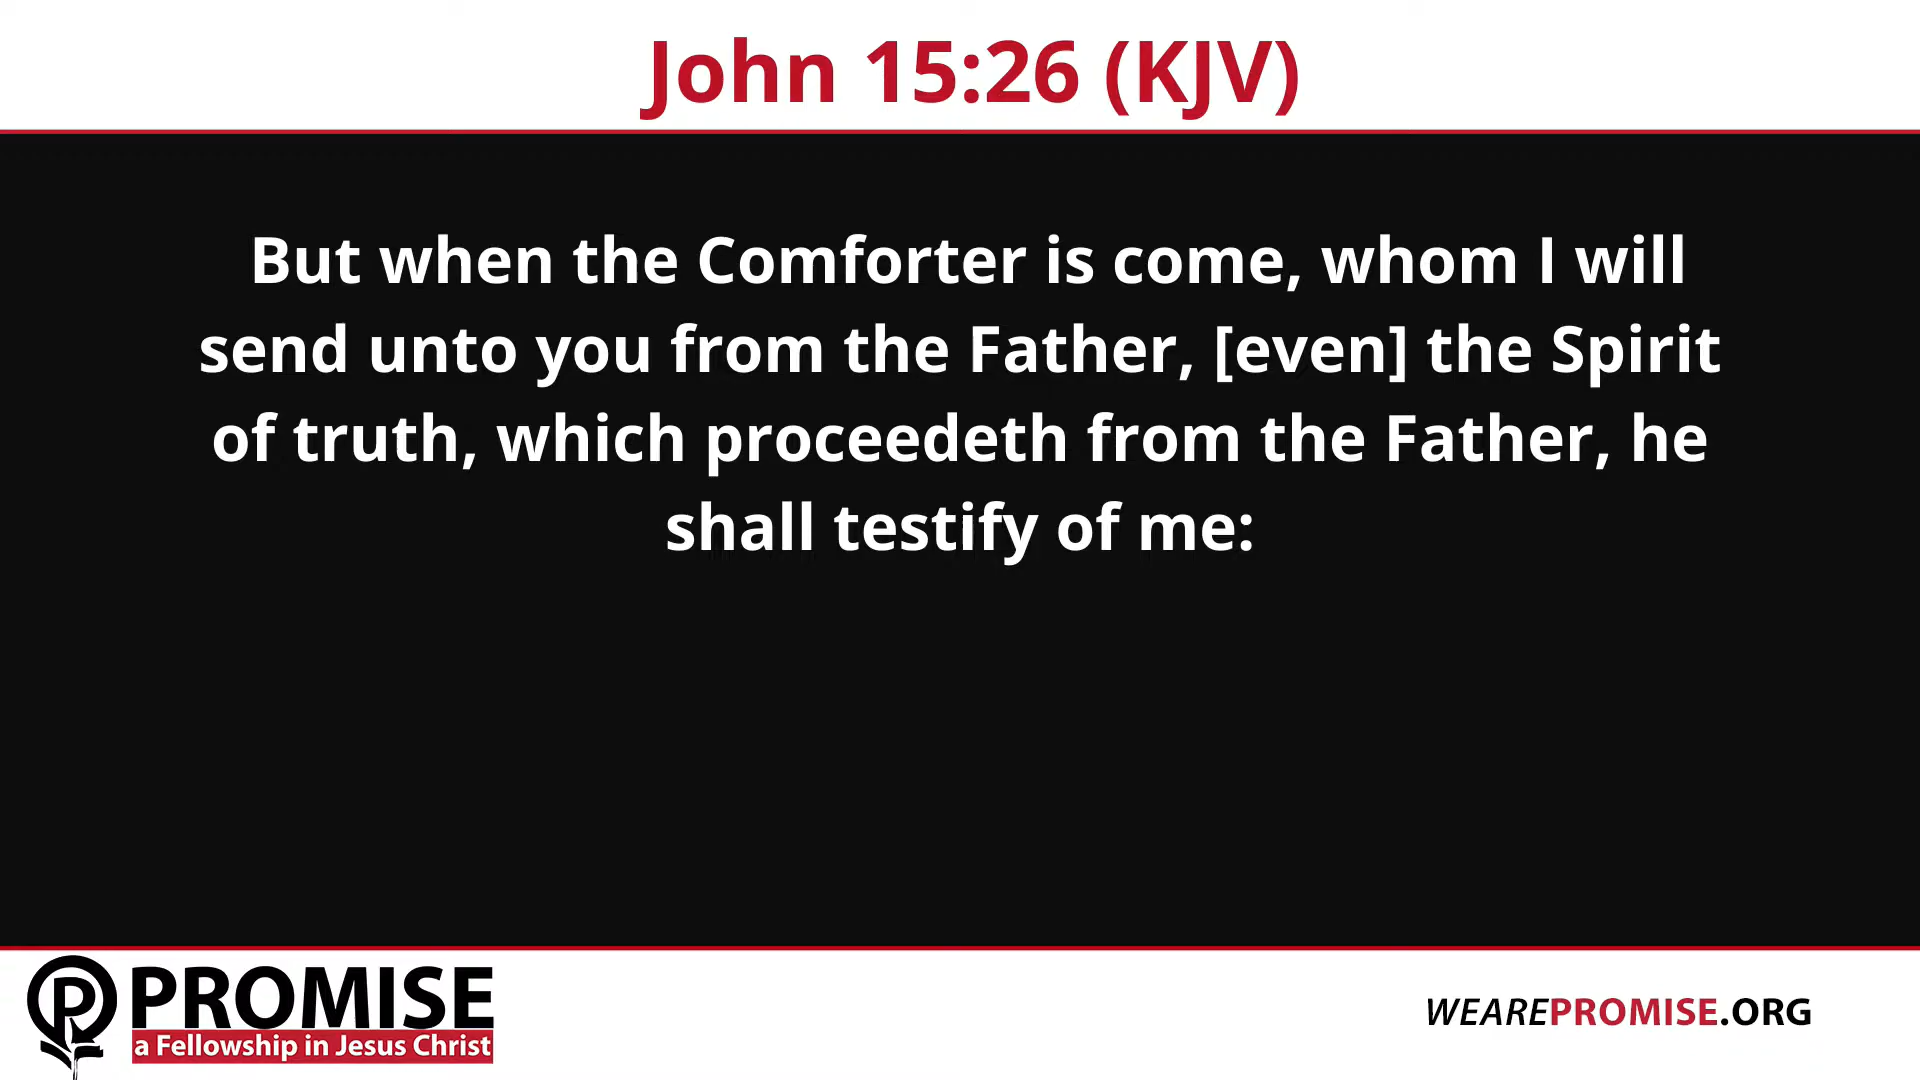 John 15:26 (KJV)
But when the Comforter is come, whom I will
send unto you from the Father, [even] the Spirit
of truth, which proceedeth from the Father, he
shall testify of me:
PROMISE
a Fellowship in Jesus Christ
WEAREPROMISE.ORG